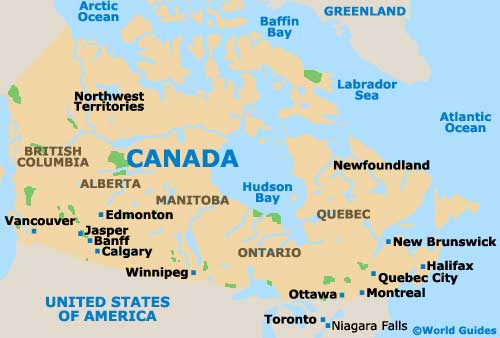 Arctic
Ocean
Baffin
Bay
GREENLAND
Northwest
Territories
Labrador
Sea
Atlantic
Ocean
BRITISH
COLUMBIA
CANADA
Newfoundland
ALBERTA
MANITOBA
Hudson
Bay
QUEBEC
Vancouver
Edmonton
Jasper
Banff
Calgary
Winnipeg
ONTARIO
New Brunswick
Halifax
Quebec City
Ottawa
Montreal
UNITED STATES
OF AMERICA
Toronto
Niagara Falls
©World Guides